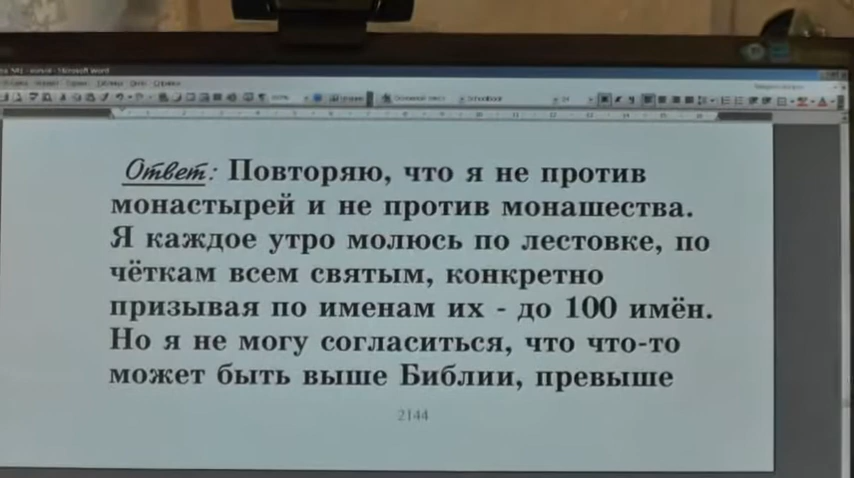 Ответ: Повторяю, что я не против
монастырей и не против монашества.
Я каждое утро молюсь по лестовке, по
чёткам всем святым, конкретно
призывая по именам их - до 100 имён.
Но я не могу согласиться, что что-то
может быть выше Библии, превыше
2144